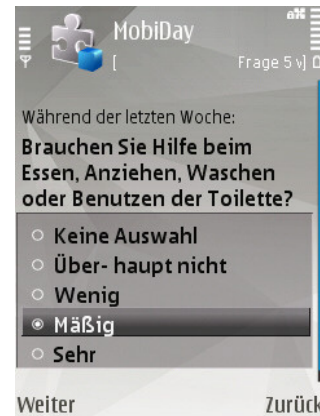 MobiDay
[ Frage 5 v]
Während der letzten Woche:
Brauchen Sie Hilfe beim
Essen, Anziehen, Waschen
oder Benutzen der Toilette?
Keine Auswahl
Über- haupt nicht
Wenig
Mäßig
Sehr
Weiter Zurück